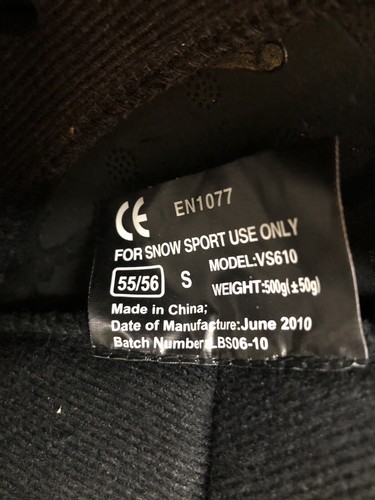 CE EN1077
FOR SNOW SPORT USE ONLY
55/56 S MODEL:VS610
WEIGHT:500g(±50g)
Made in China;
Date of Manufacture:June 2010
Batch Number:LBS06-10